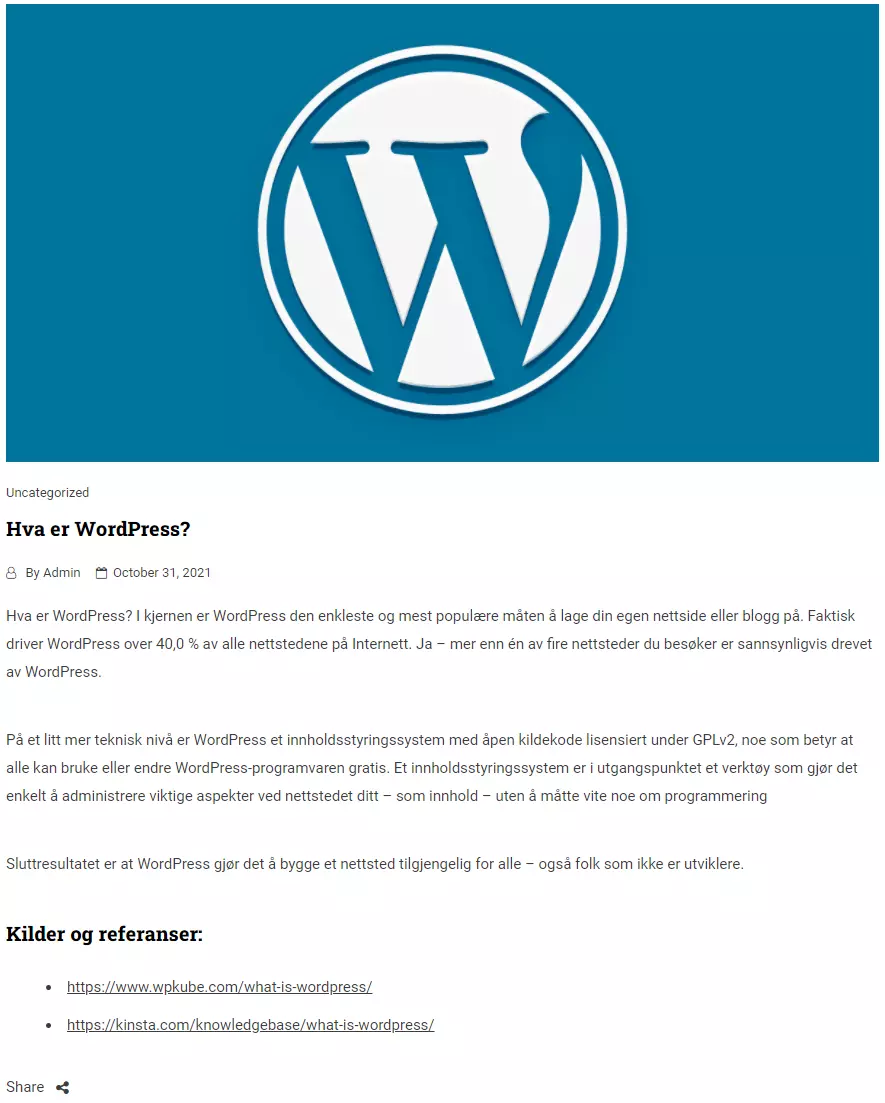 W
Uncategorized
Hva er WordPress?
By Admin October 31, 2021
Hva er WordPress? I kjernen er WordPress den enkleste og mest populære måten å lage din egen nettside eller blogg på. Faktisk
driver WordPress over 40,0 % av alle nettstedene på Internett. Ja – mer enn én av fire nettsteder du besøker er sannsynligvis drevet
av WordPress.
På et litt mer teknisk nivå er WordPress et innholdsstyringssystem med åpen kildekode lisensiert under GPLv2, noe som betyr at
alle kan bruke eller endre WordPress-programvaren gratis. Et innholdsstyringssystem er i utgangspunktet et verktøy som gjør det
enkelt å administrere viktige aspekter ved nettstedet ditt – som innhold – uten å måtte vite noe om programmering
Sluttresultatet er at WordPress gjør det å bygge et nettsted tilgjengelig for alle – også folk som ikke er utviklere.
Kilder og referanser:
https://www.wpkube.com/what-is-wordpress/
https://kinsta.com/knowledgebase/what-is-wordpress/
Share